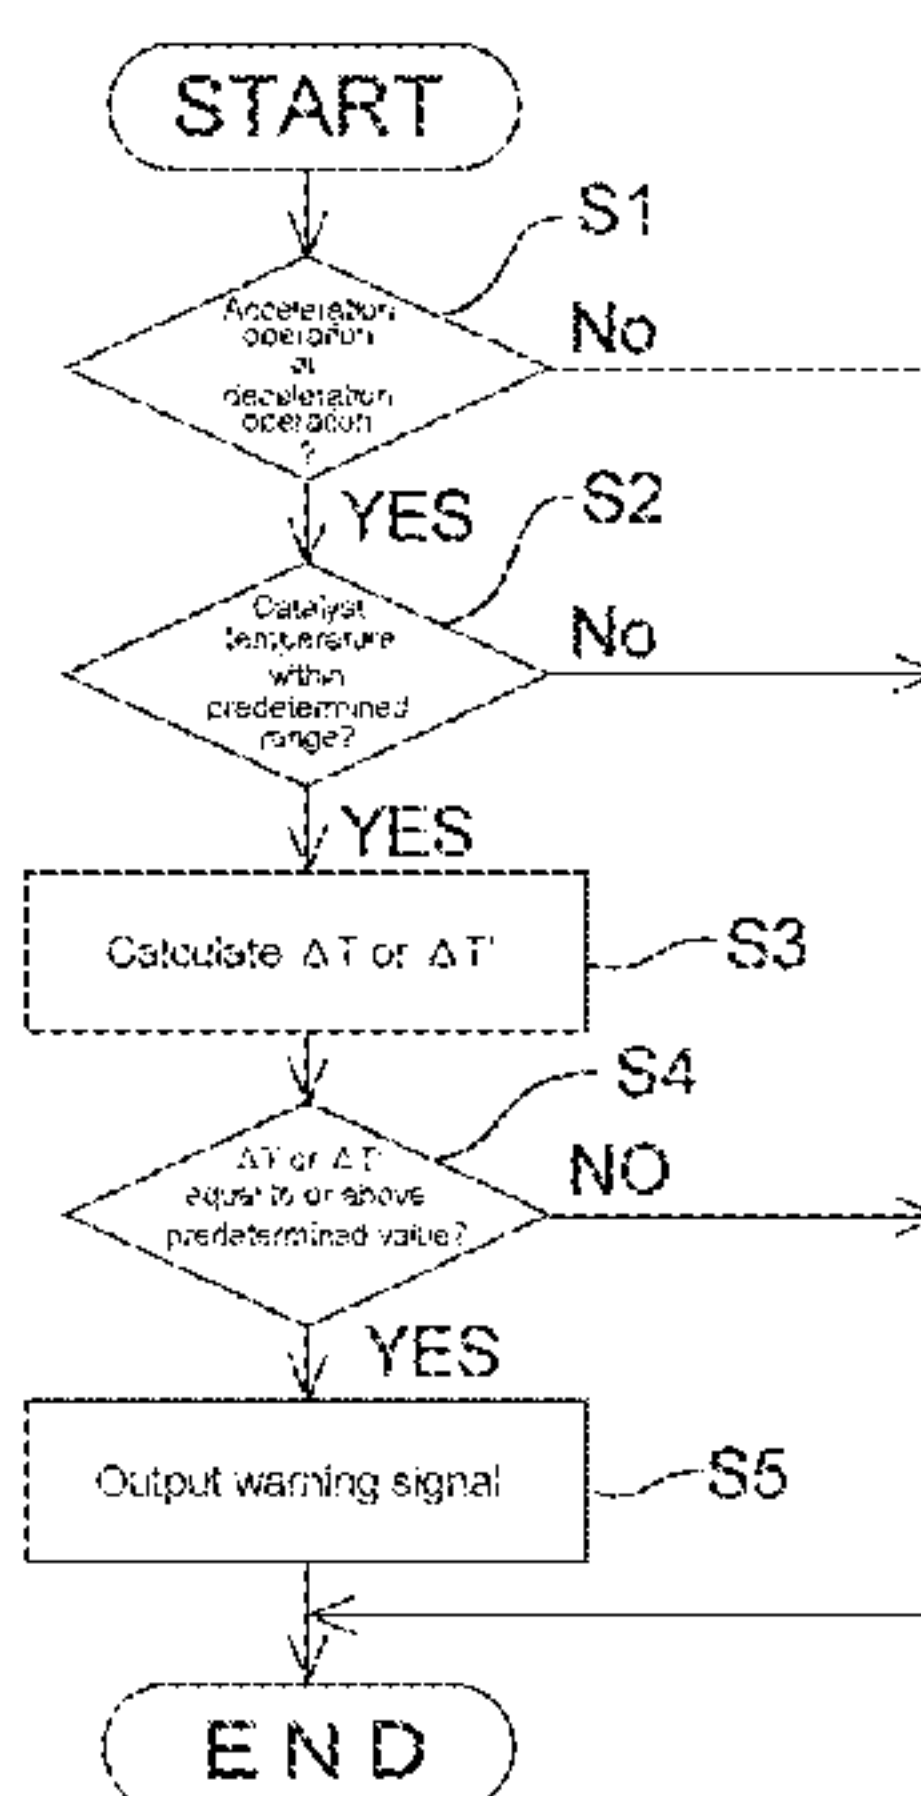 START
S1
Acceleration
operation
or
deceleration
operation
?
No
YES
S2
Catalyst
temperature
within
predetermined
range?
No
YES
Calculate ΔT or ΔT'
S3
S4
ΔT or ΔT'
equal to or above
predetermined value?
NO
YES
Output warning signal
S5
END